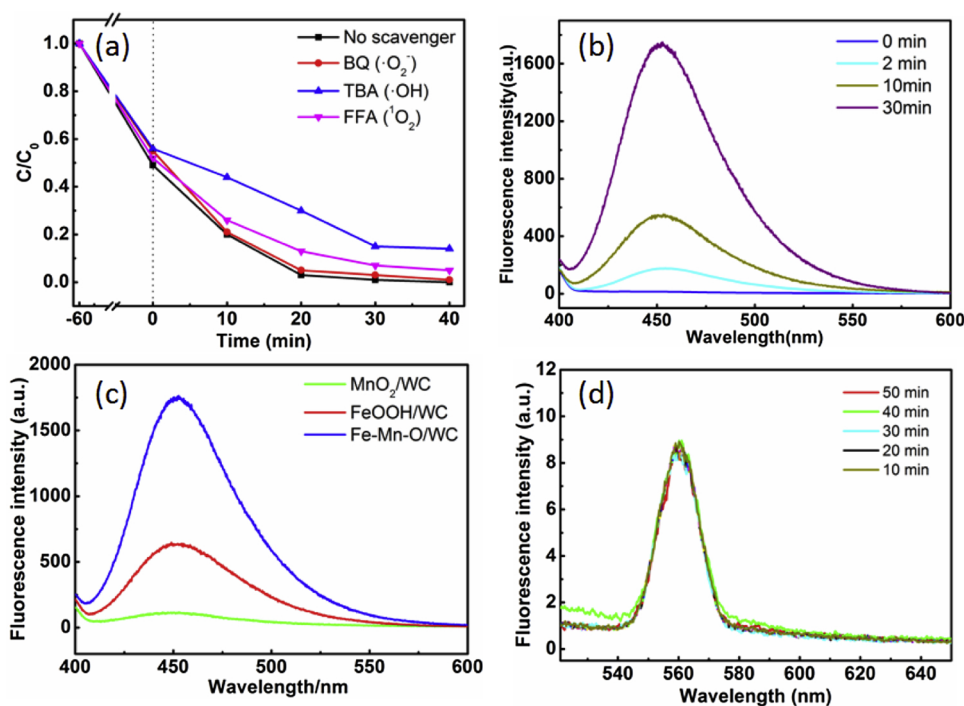 (a)
No scavenger
BQ (·O₂⁻)
TBA (·OH)
FFA (¹O₂)
C/C₀
1.0
0.8
0.6
0.4
0.2
0.0
-60 0 10 20 30 40
Time (min)
(b)
0 min
2 min
10min
30min
Fluorescence intensity(a.u.)
1600
1200
800
400
0
400 450 500 550 600
Wavelength(nm)
(c)
MnO₂/WC
FeOOH/WC
Fe-Mn-O/WC
Fluorescence intensity (a.u.)
2000
1500
1000
500
0
400 450 500 550 600
Wavelength/nm
(d)
50 min
40 min
30 min
20 min
10 min
Fluorescence intensity (a.u.)
12
10
8
6
4
2
0
540 560 580 600 620 640
Wavelength (nm)